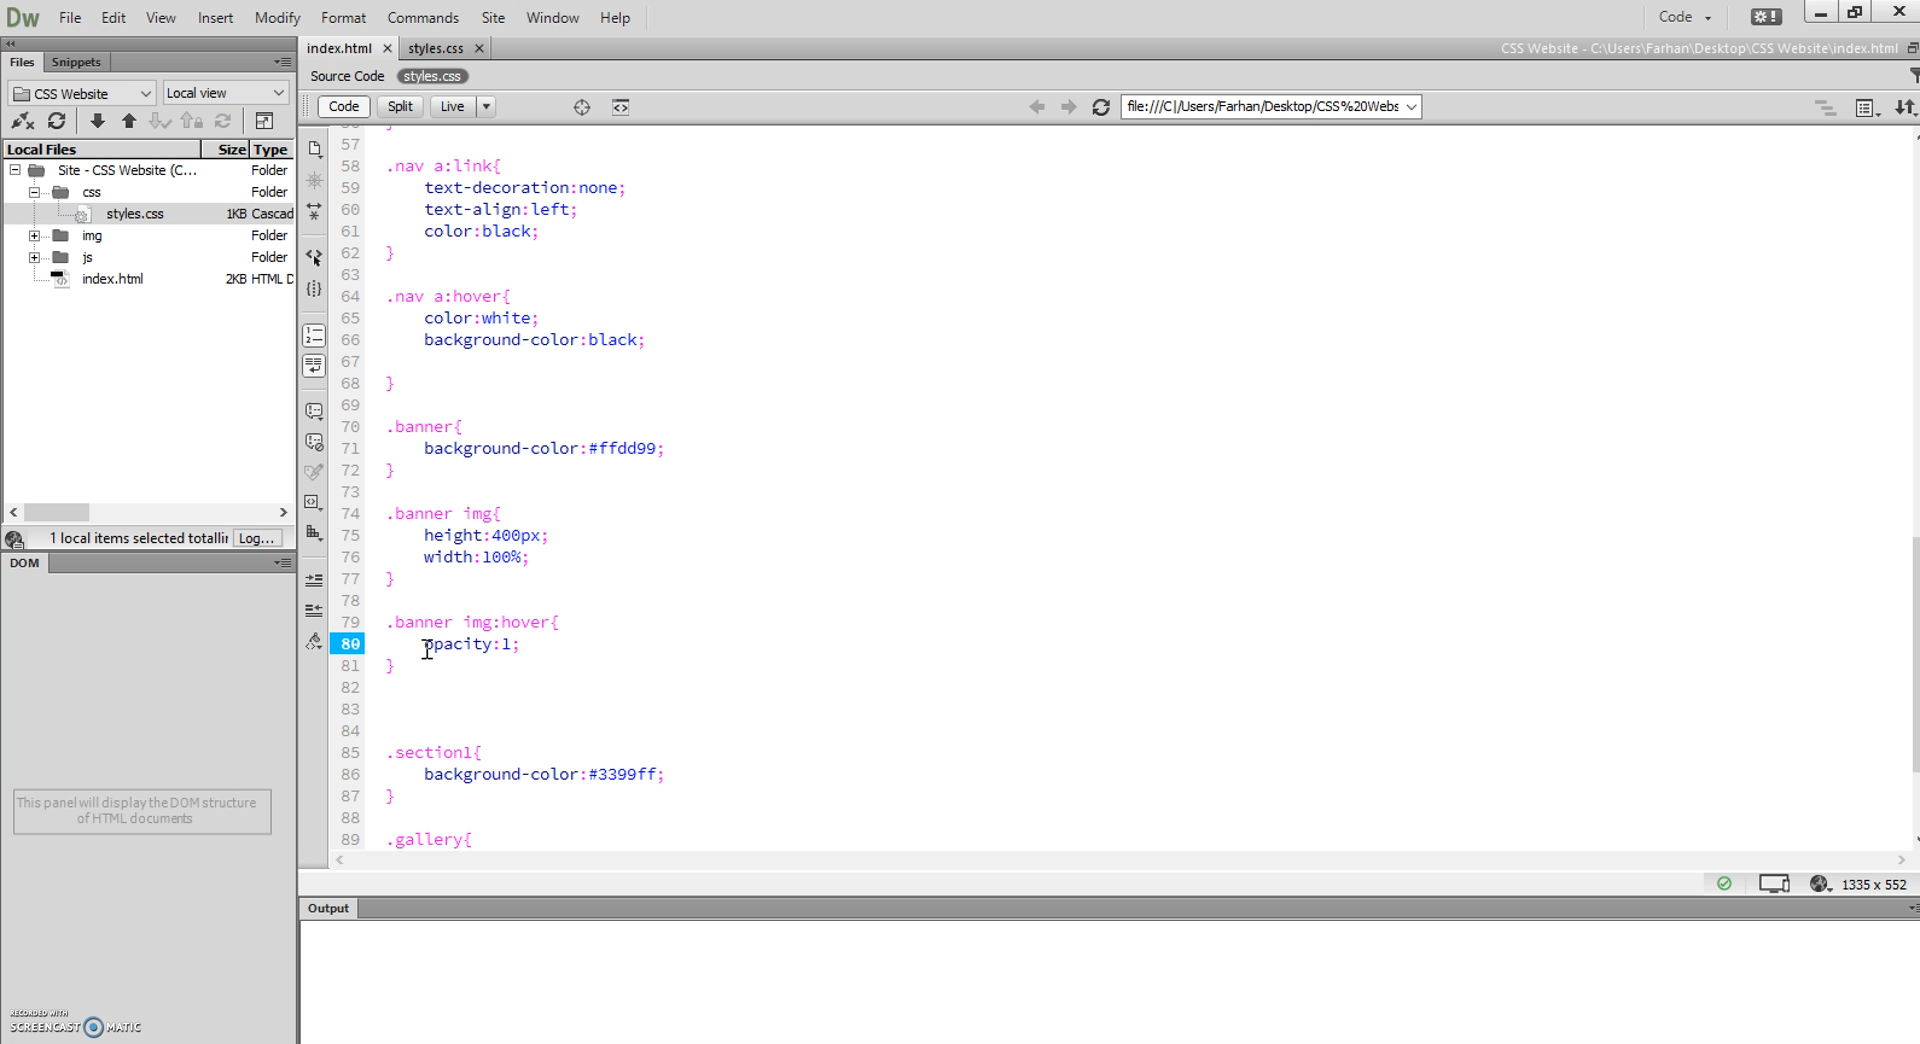 Dw File Edit View Insert Modify Format Commands Site Window Help Code
Files Snippets
index.html styles.css CSS Website - C:\Users\Farhan\Desktop\CSS Website\index.html
Source Code styles.css
CSS Website Local view
Code Split Live file:///C|/Users/Farhan/Desktop/CSS%20Webs
Local Files Size Type
Site - CSS Website (C... Folder
css Folder
styles.css 1KB Cascad
img Folder
js Folder
index.html 2KB HTML D
1 local items selected totallir Log...
DOM
This panel will display the DOM structure
of HTML documents
RECORDED WITH
SCREENCAST MATIC
56 }
57
58 .nav a:link{
59 text-decoration:none;
60 text-align:left;
61 color:black;
62 }
63
64 .nav a:hover{
65 color:white;
66 background-color:black;
67
68 }
69
70 .banner{
71 background-color:#ffdd99;
72 }
73
74 .banner img{
75 height:400px;
76 width:100%;
77 }
78
79 .banner img:hover{
80 opacity:1;
81 }
82
83
84
85 .section1{
86 background-color:#3399ff;
87 }
88
89 .gallery{
1335 x 552
Output